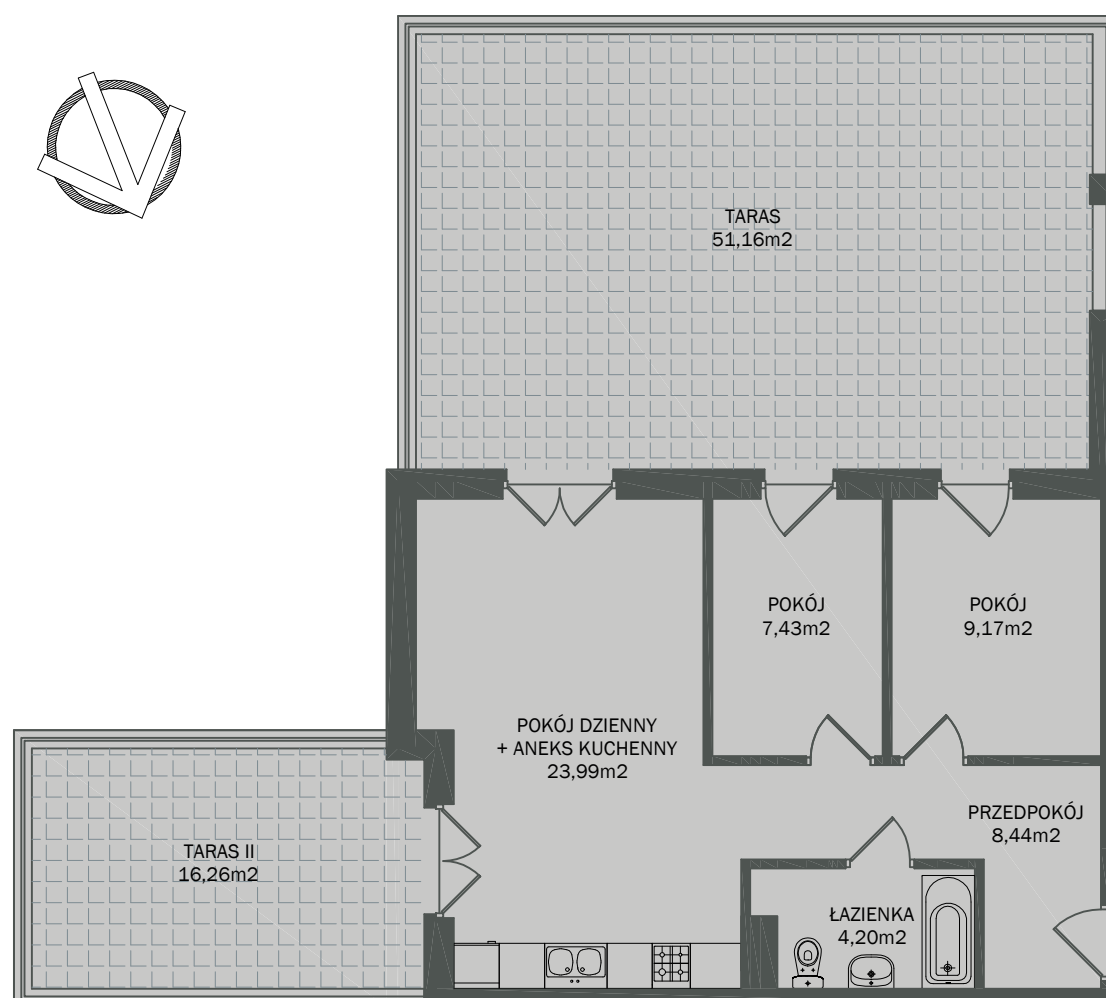 TARAS
51,16m2
POKÓJ
7,43m2
POKÓJ
9,17m2
POKÓJ DZIENNY
+ ANEKS KUCHENNY
23,99m2
PRZEDPOKÓJ
8,44m2
TARAS II
16,26m2
ŁAZIENKA
4,20m2